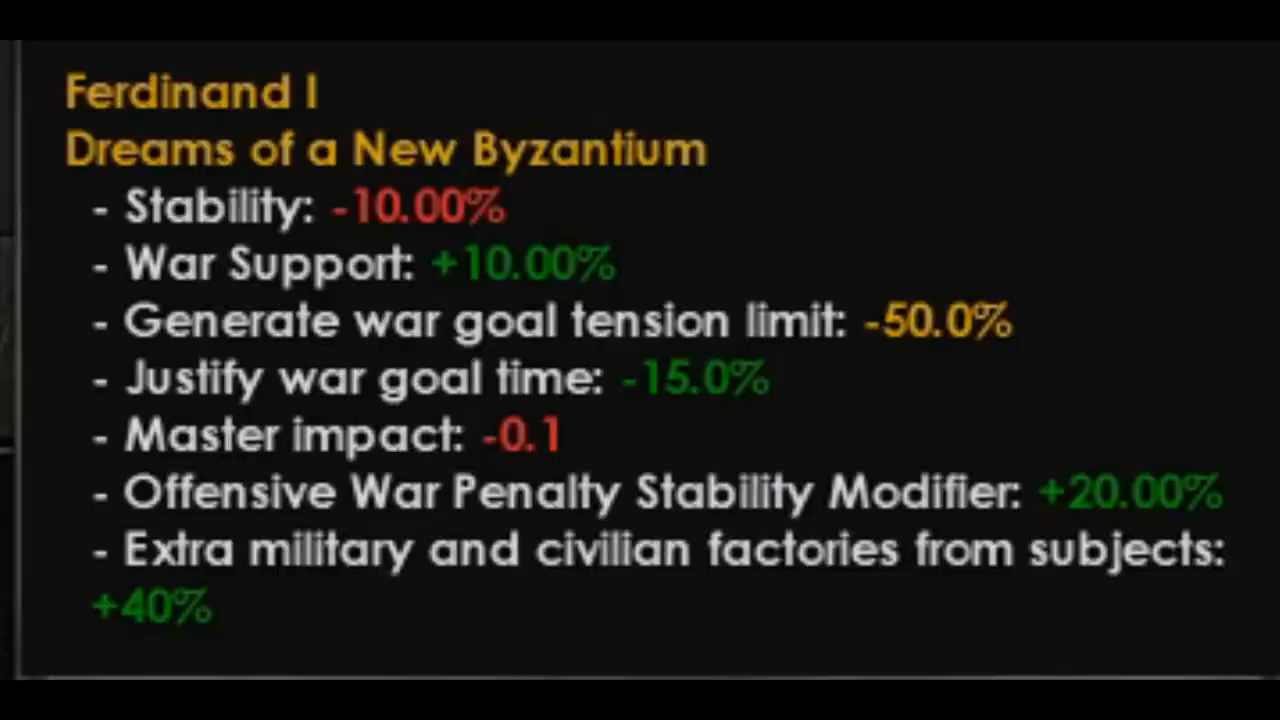 Ferdinand I
Dreams of a New Byzantium
- Stability: -10.00%
- War Support: +10.00%
- Generate war goal tension limit: -50.0%
- Justify war goal time: -15.0%
- Master impact: -0.1
- Offensive War Penalty Stability Modifier: +20.00%
- Extra military and civilian factories from subjects:
+40%